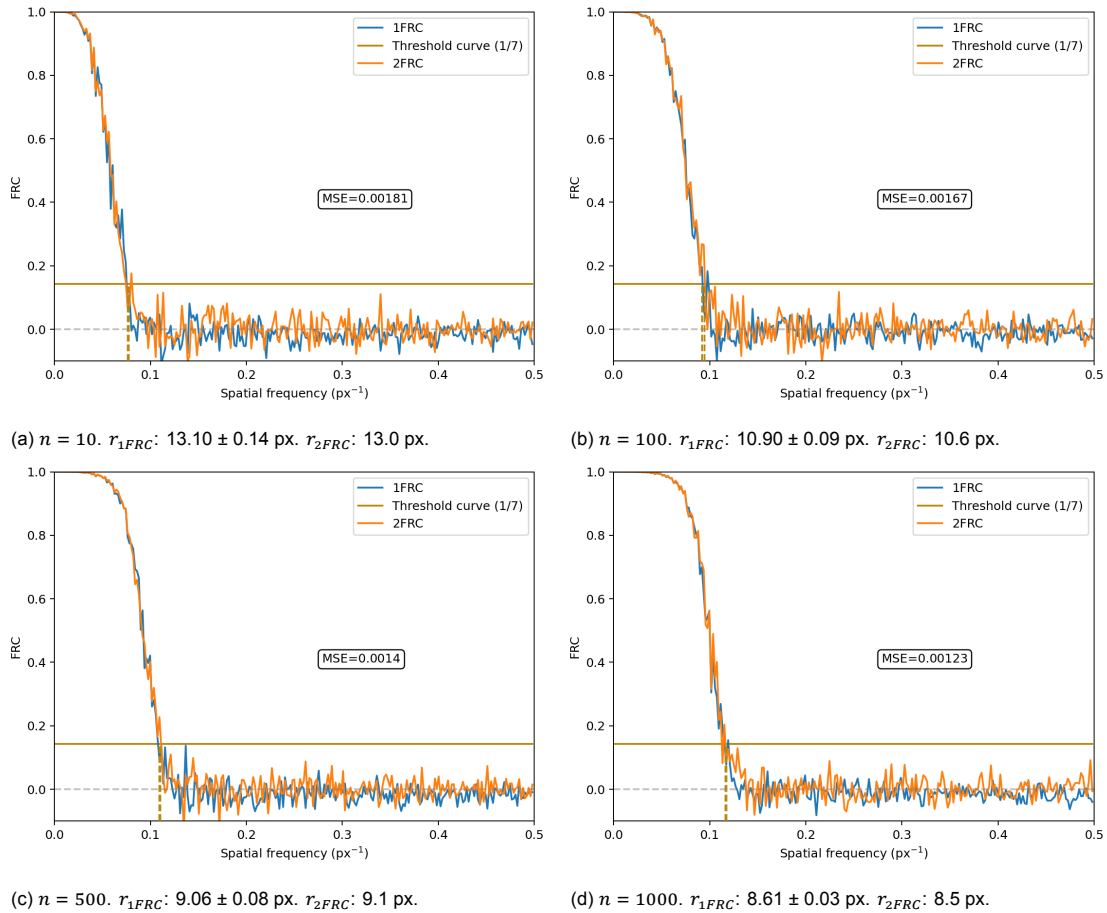 1.0
0.8
0.6
0.4
0.2
0.0
FRC
0.0 0.1 0.2 0.3 0.4 0.5
Spatial frequency (px⁻¹)
1FRC
Threshold curve (1/7)
2FRC
MSE=0.00181
(a) n = 10. r1FRC: 13.10 ± 0.14 px. r2FRC: 13.0 px.
1.0
0.8
0.6
0.4
0.2
0.0
FRC
0.0 0.1 0.2 0.3 0.4 0.5
Spatial frequency (px⁻¹)
1FRC
Threshold curve (1/7)
2FRC
MSE=0.00167
(b) n = 100. r1FRC: 10.90 ± 0.09 px. r2FRC: 10.6 px.
1.0
0.8
0.6
0.4
0.2
0.0
FRC
0.0 0.1 0.2 0.3 0.4 0.5
Spatial frequency (px⁻¹)
1FRC
Threshold curve (1/7)
2FRC
MSE=0.0014
(c) n = 500. r1FRC: 9.06 ± 0.08 px. r2FRC: 9.1 px.
1.0
0.8
0.6
0.4
0.2
0.0
FRC
0.0 0.1 0.2 0.3 0.4 0.5
Spatial frequency (px⁻¹)
1FRC
Threshold curve (1/7)
2FRC
MSE=0.00123
(d) n = 1000. r1FRC: 8.61 ± 0.03 px. r2FRC: 8.5 px.